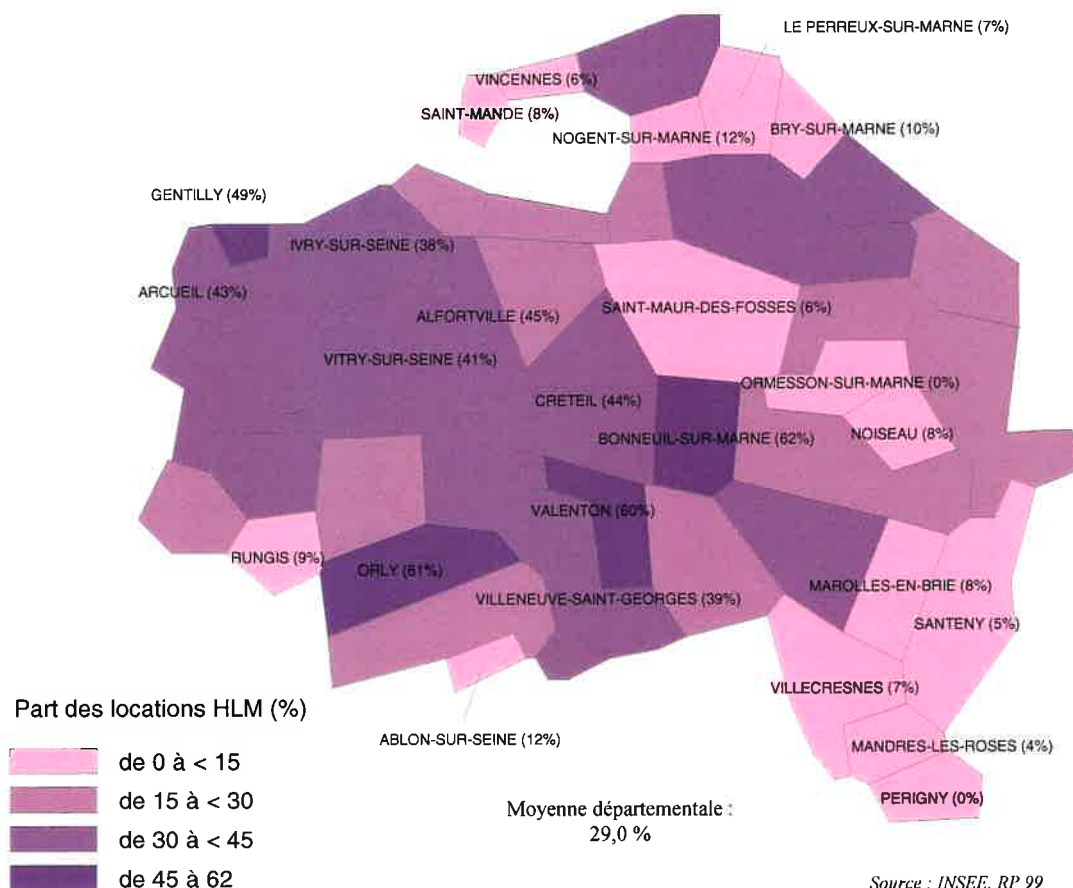 LE PERREUX-SUR-MARNE (7%)
VINCENNES (6%)
SAINT-MANDE (8%)
NOGENT-SUR-MARNE (12%)
BRY-SUR-MARNE (10%)
GENTILLY (49%)
IVRY-SUR-SEINE (38%)
ARCUEIL (43%)
ALFORTVILLE (45%)
SAINT-MAUR-DES-FOSSES (6%)
VITRY-SUR-SEINE (41%)
ORMESSON-SUR-MARNE (0%)
CRETEIL (44%)
BONNEUIL-SUR-MARNE (62%)
NOISEAU (8%)
VALENTON (60%)
RUNGIS (9%)
ORLY (61%)
VILLENEUVE-SAINT-GEORGES (39%)
MAROLLES-EN-BRIE (8%)
SANTENY (5%)
VILLECRESNES (7%)
ABLON-SUR-SEINE (12%)
MANDRES-LES-ROSES (4%)
PERIGNY (0%)
Part des locations HLM (%)
de 0 à < 15
de 15 à < 30
de 30 à < 45
de 45 à 62
Moyenne départementale :
29,0 %
Source : INSEE, RP 99